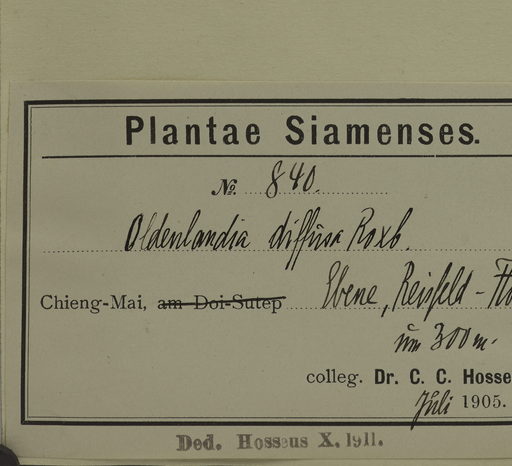 Plantae Siamenses.
No. 840.
Oldenlandia diffusa Roxb.
Chieng-Mai, am Doi-Sutep Ebene, Reisfeld -
um 300 m.
colleg. Dr. C. C. Hosse
Juli 1905.
Ded. Hosseus X. 1911.